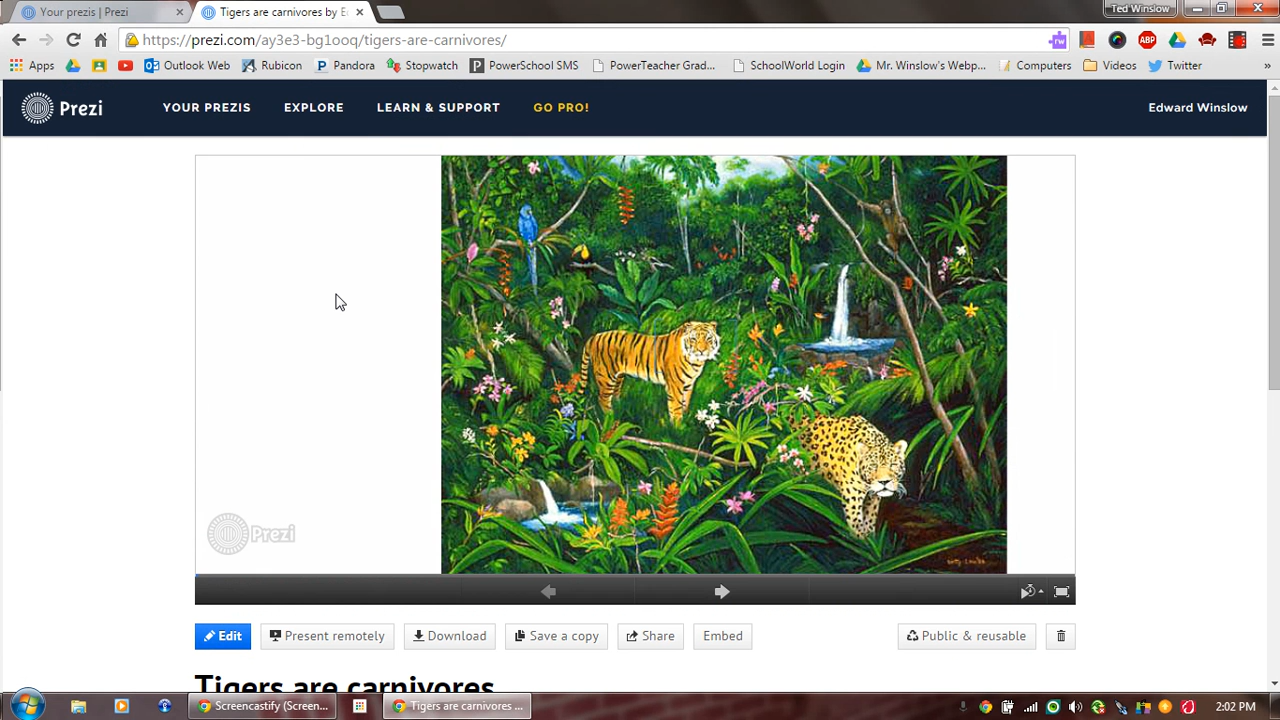 Your prezis | Prezi
Tigers are carnivores by E
Ted Winslow
https://prezi.com/ay3e3-bg1ooq/tigers-are-carnivores/
rw
ABP
Apps
Outlook Web
Rubicon
Pandora
Stopwatch
PowerSchool SMS
PowerTeacher Grad...
SchoolWorld Login
Mr. Winslow's Webp...
Computers
Videos
Twitter
»
Prezi
YOUR PREZIS
EXPLORE
LEARN & SUPPORT
GO PRO!
Edward Winslow
Prezi
Edit
Present remotely
Download
Save a copy
Share
Embed
Public & reusable
Tigers are carnivores
Screencastify (Screen...
Tigers are carnivores ...
2:02 PM